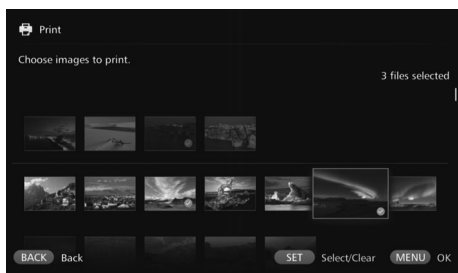 Print
Choose images to print.
3 files selected
BACK Back
SET Select/Clear
MENU OK